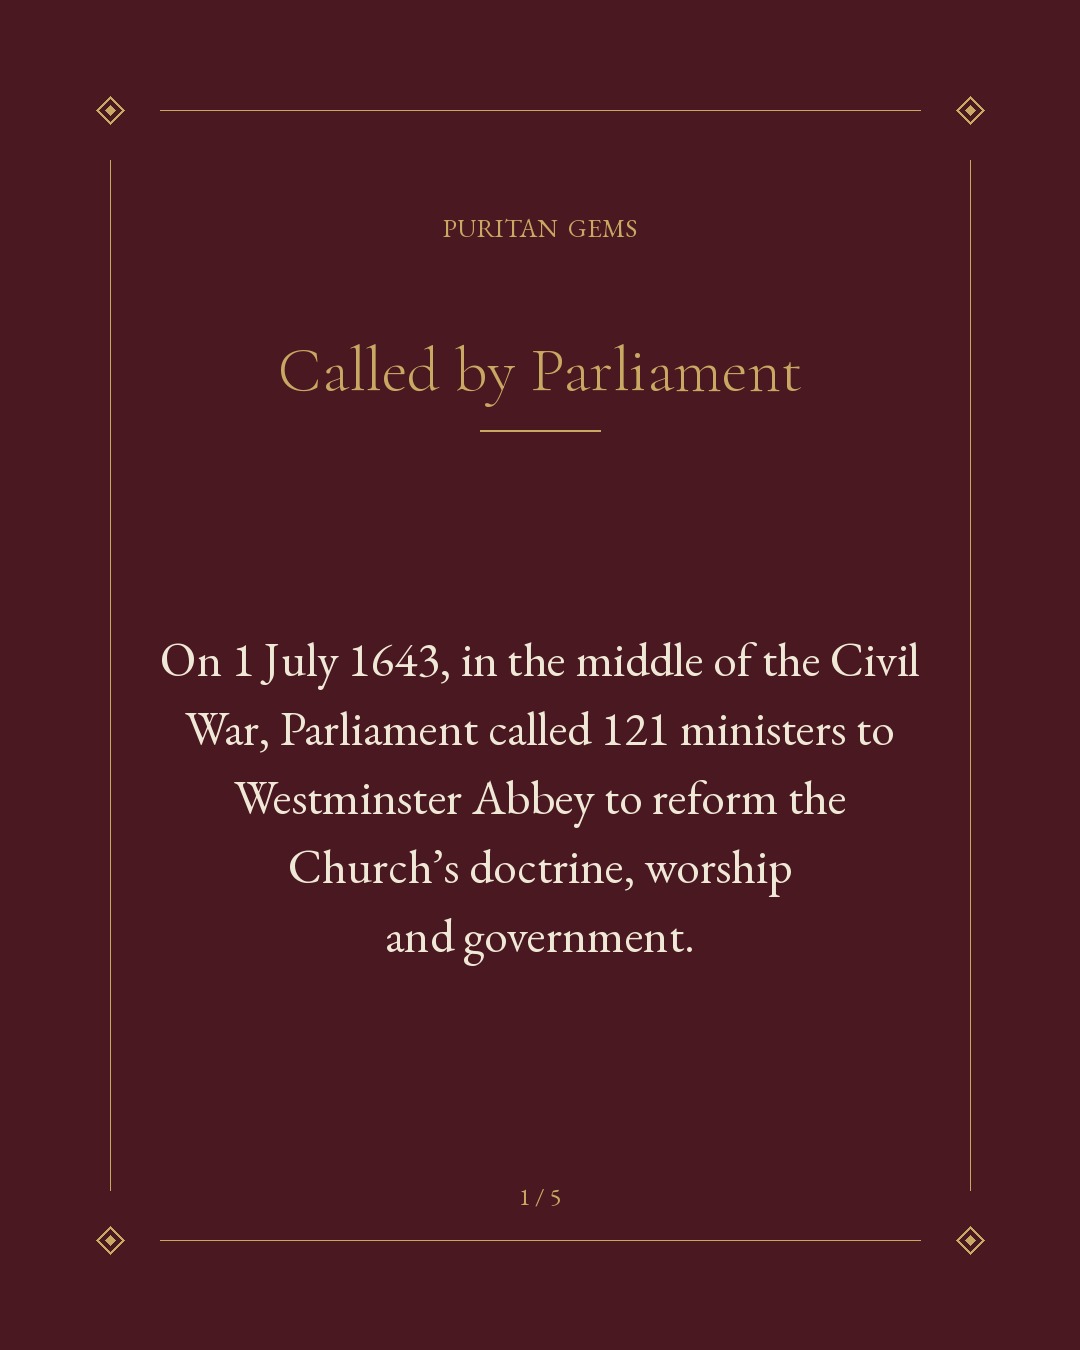 PURITAN GEMS
Called by Parliament
On 1 July 1643, in the middle of the Civil
War, Parliament called 121 ministers to
Westminster Abbey to reform the
Church’s doctrine, worship
and government.
1 / 5